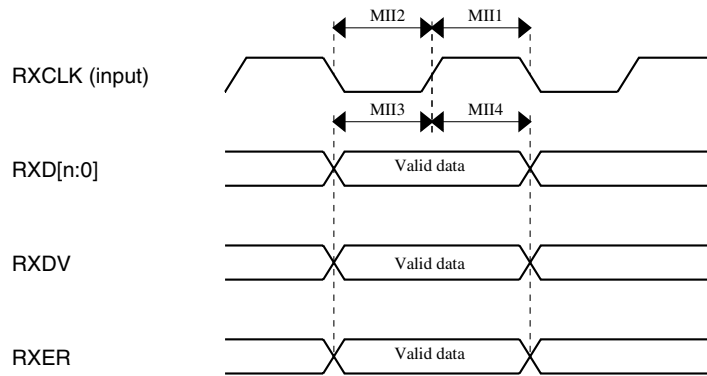 MII2 MII1
RXCLK (input)
MII3 MII4
RXD[n:0] Valid data
RXDV Valid data
RXER Valid data